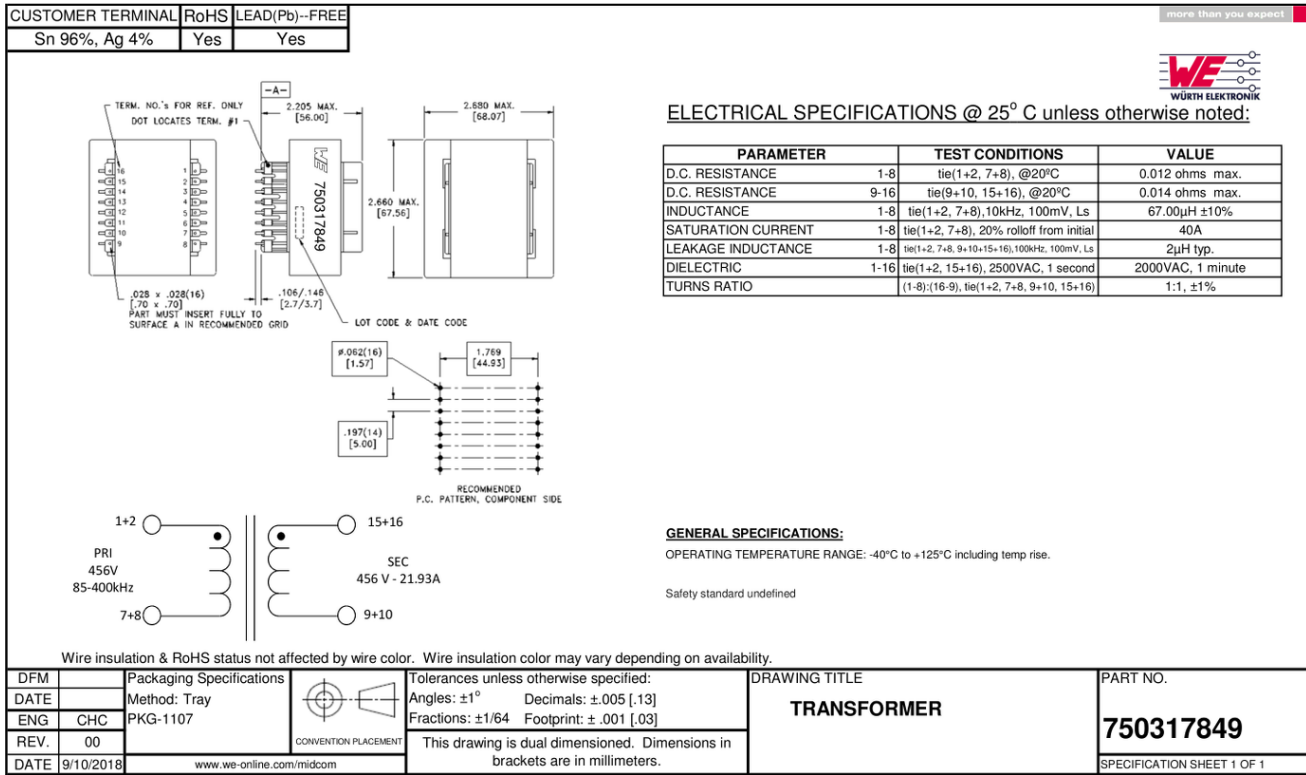 CUSTOMER TERMINAL RoHS LEAD(Pb)--FREE
Sn 96%, Ag 4% Yes Yes
more than you expect
WE
WÜRTH ELEKTRONIK
-A-
TERM. NO.'s FOR REF. ONLY
DOT LOCATES TERM. #1
2.205 MAX.
[56.00]
2.680 MAX.
[68.07]
16 1
15 2
14 3
13 4
12 5
11 6
10 7
9 8
WE 750317849
2.660 MAX.
[67.56]
.028 x .028(16)
[.70 x .70]
PART MUST INSERT FULLY TO
SURFACE A IN RECOMMENDED GRID
.106/.146
[2.7/3.7]
LOT CODE & DATE CODE
ø.062(16)
[1.57]
1.769
[44.93]
.197(14)
[5.00]
RECOMMENDED
P.C. PATTERN, COMPONENT SIDE
ELECTRICAL SPECIFICATIONS @ 25° C unless otherwise noted:
PARAMETER TEST CONDITIONS VALUE
D.C. RESISTANCE 1-8 tie(1+2, 7+8), @20ºC 0.012 ohms max.
D.C. RESISTANCE 9-16 tie(9+10, 15+16), @20ºC 0.014 ohms max.
INDUCTANCE 1-8 tie(1+2, 7+8),10kHz, 100mV, Ls 67.00µH ±10%
SATURATION CURRENT 1-8 tie(1+2, 7+8), 20% rolloff from initial 40A
LEAKAGE INDUCTANCE 1-8 tie(1+2, 7+8, 9+10+15+16),100kHz, 100mV, Ls 2µH typ.
DIELECTRIC 1-16 tie(1+2, 15+16), 2500VAC, 1 second 2000VAC, 1 minute
TURNS RATIO (1-8):(16-9), tie(1+2, 7+8, 9+10, 15+16) 1:1, ±1%
1+2 15+16
PRI
456V
85-400kHz
SEC
456 V - 21.93A
7+8 9+10
GENERAL SPECIFICATIONS:
OPERATING TEMPERATURE RANGE: -40°C to +125°C including temp rise.
Safety standard undefined
Wire insulation & RoHS status not affected by wire color. Wire insulation color may vary depending on availability.
DFM
DATE
ENG CHC
REV. 00
DATE 9/10/2018
Packaging Specifications
Method: Tray
PKG-1107
CONVENTION PLACEMENT
www.we-online.com/midcom
Tolerances unless otherwise specified:
Angles: ±1° Decimals: ±.005 [.13]
Fractions: ±1/64 Footprint: ± .001 [.03]
This drawing is dual dimensioned. Dimensions in
brackets are in millimeters.
DRAWING TITLE
TRANSFORMER
PART NO.
750317849
SPECIFICATION SHEET 1 OF 1